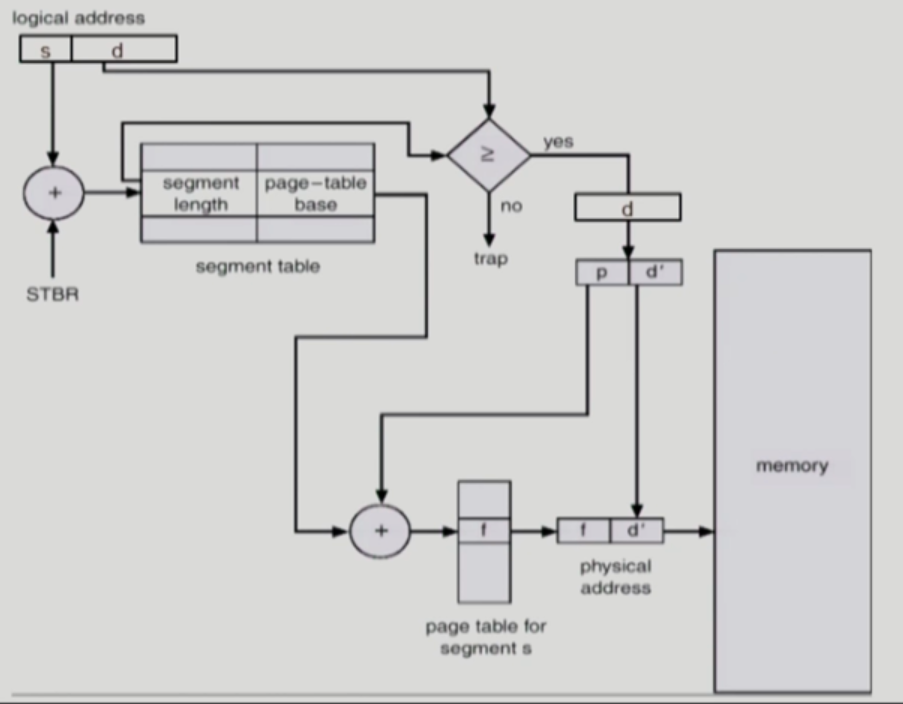 logical address
s d
≥
yes
segment length
page-table base
+
no
d
trap
segment table
p d'
STBR
memory
+
f
f d'
physical address
page table for segment s